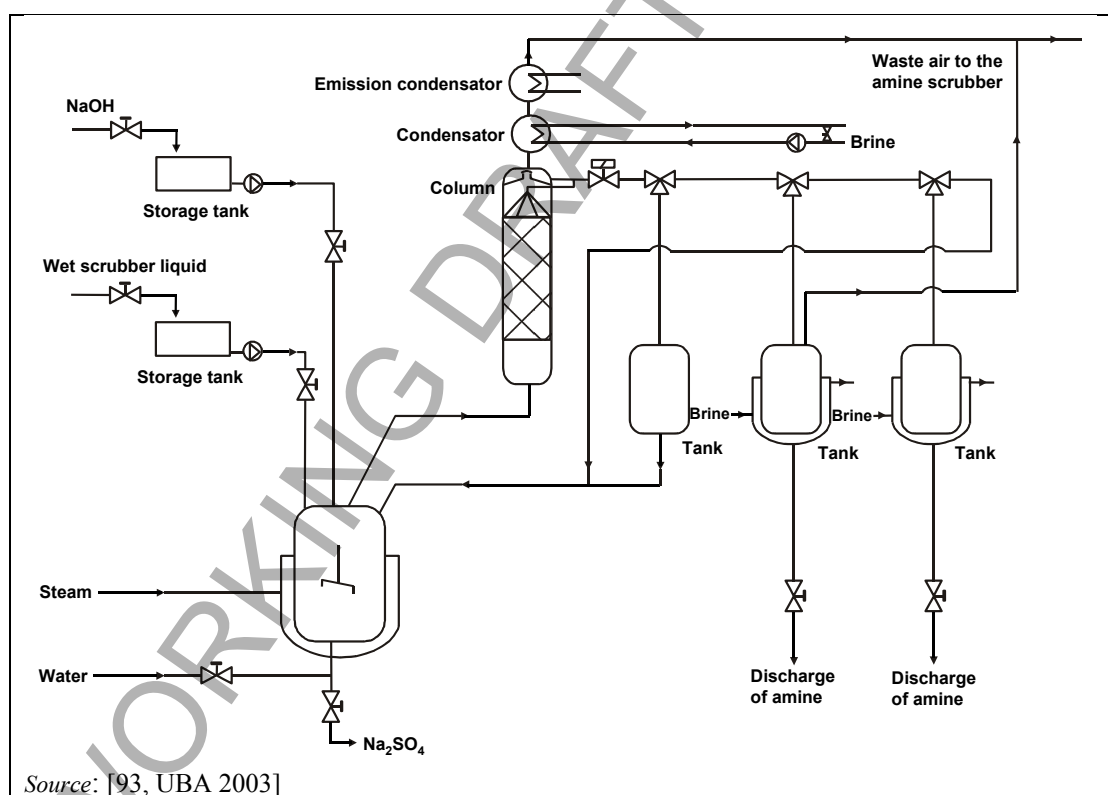 Waste air to the
amine scrubber
Emission condensator
NaOH
Condensator
Brine
Column
Storage tank
Wet scrubber liquid
Storage tank
Brine
Brine
Tank
Tank
Tank
Steam
Water
Discharge
of amine
Discharge
of amine
Na₂SO₄
Source: [93, UBA 2003]
WORKING DRAFT